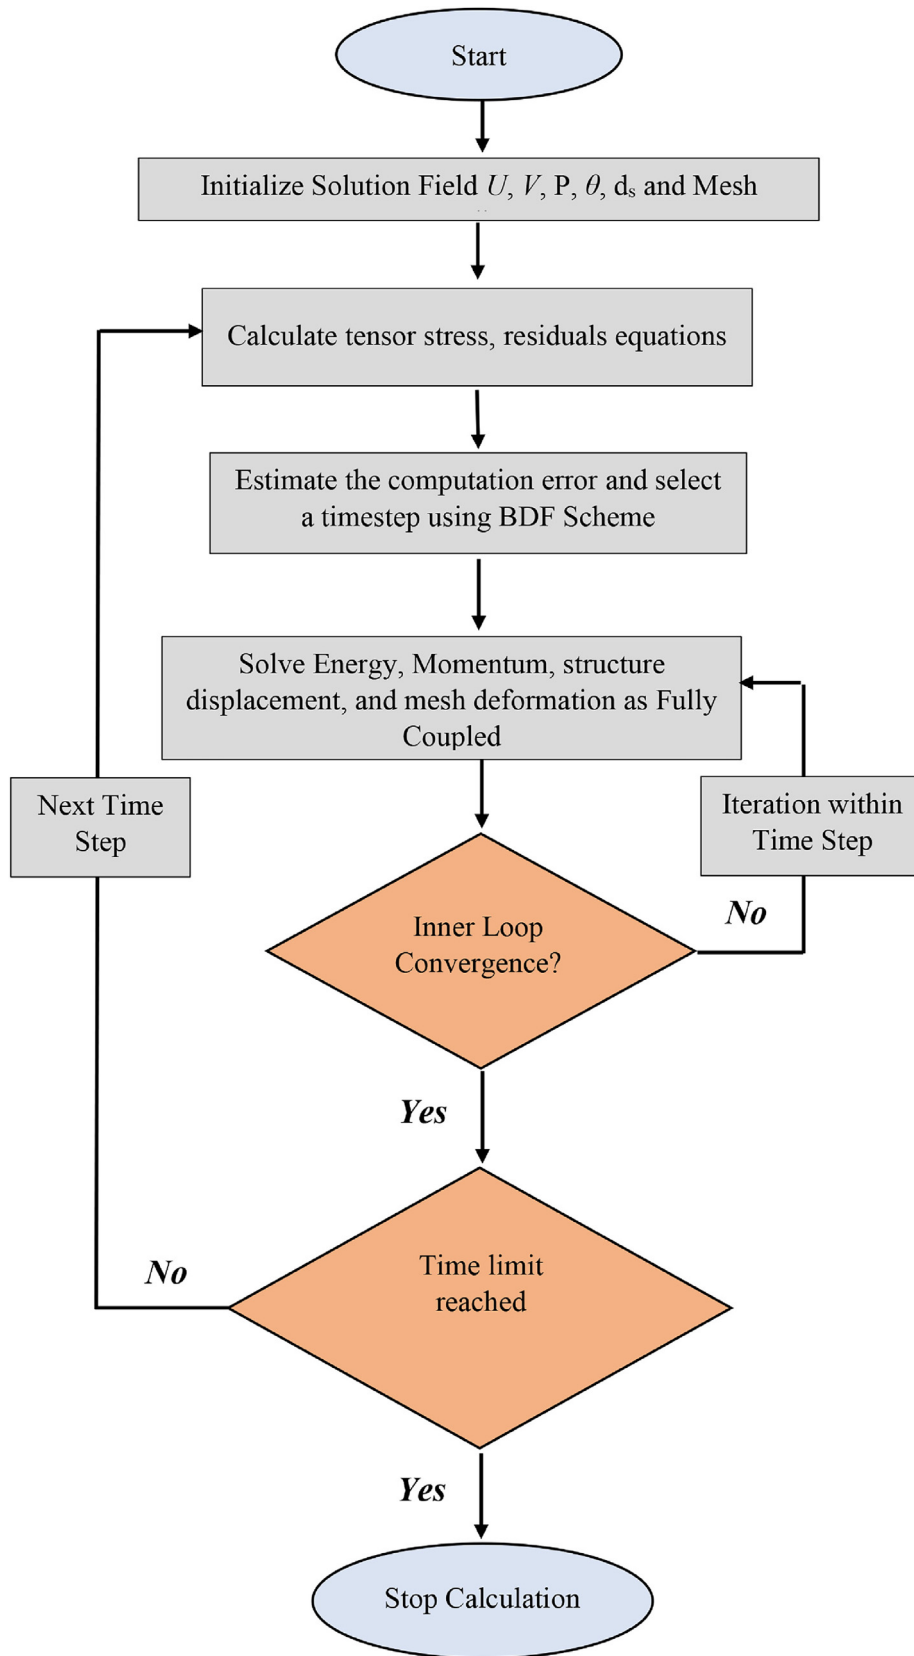 Start
Initialize Solution Field U, V, P, θ, dₛ and Mesh
Calculate tensor stress, residuals equations
Estimate the computation error and select
a timestep using BDF Scheme
Solve Energy, Momentum, structure
displacement, and mesh deformation as Fully
Coupled
Next Time
Step
Iteration within
Time Step
Inner Loop
Convergence?
No
Yes
Time limit
reached
No
Yes
Stop Calculation